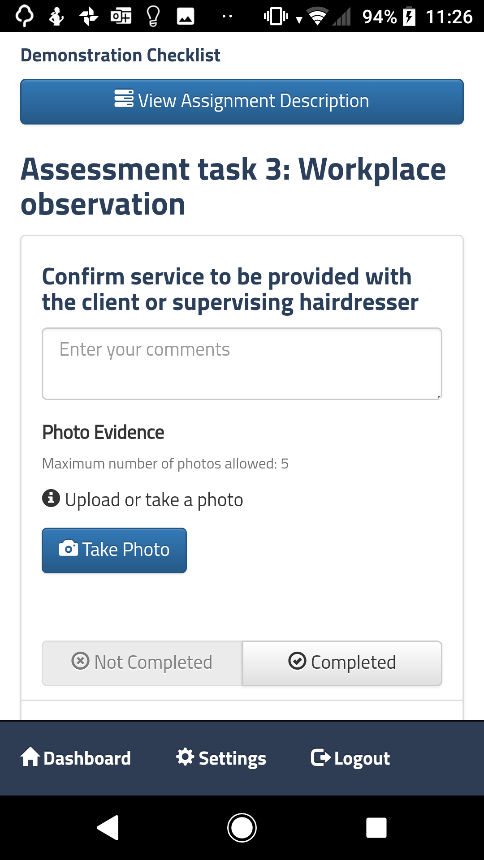 94% 11:26
Demonstration Checklist
View Assignment Description
Assessment task 3: Workplace
observation
Confirm service to be provided with
the client or supervising hairdresser
Enter your comments
Photo Evidence
Maximum number of photos allowed: 5
Upload or take a photo
Take Photo
Not Completed Completed
Dashboard Settings Logout